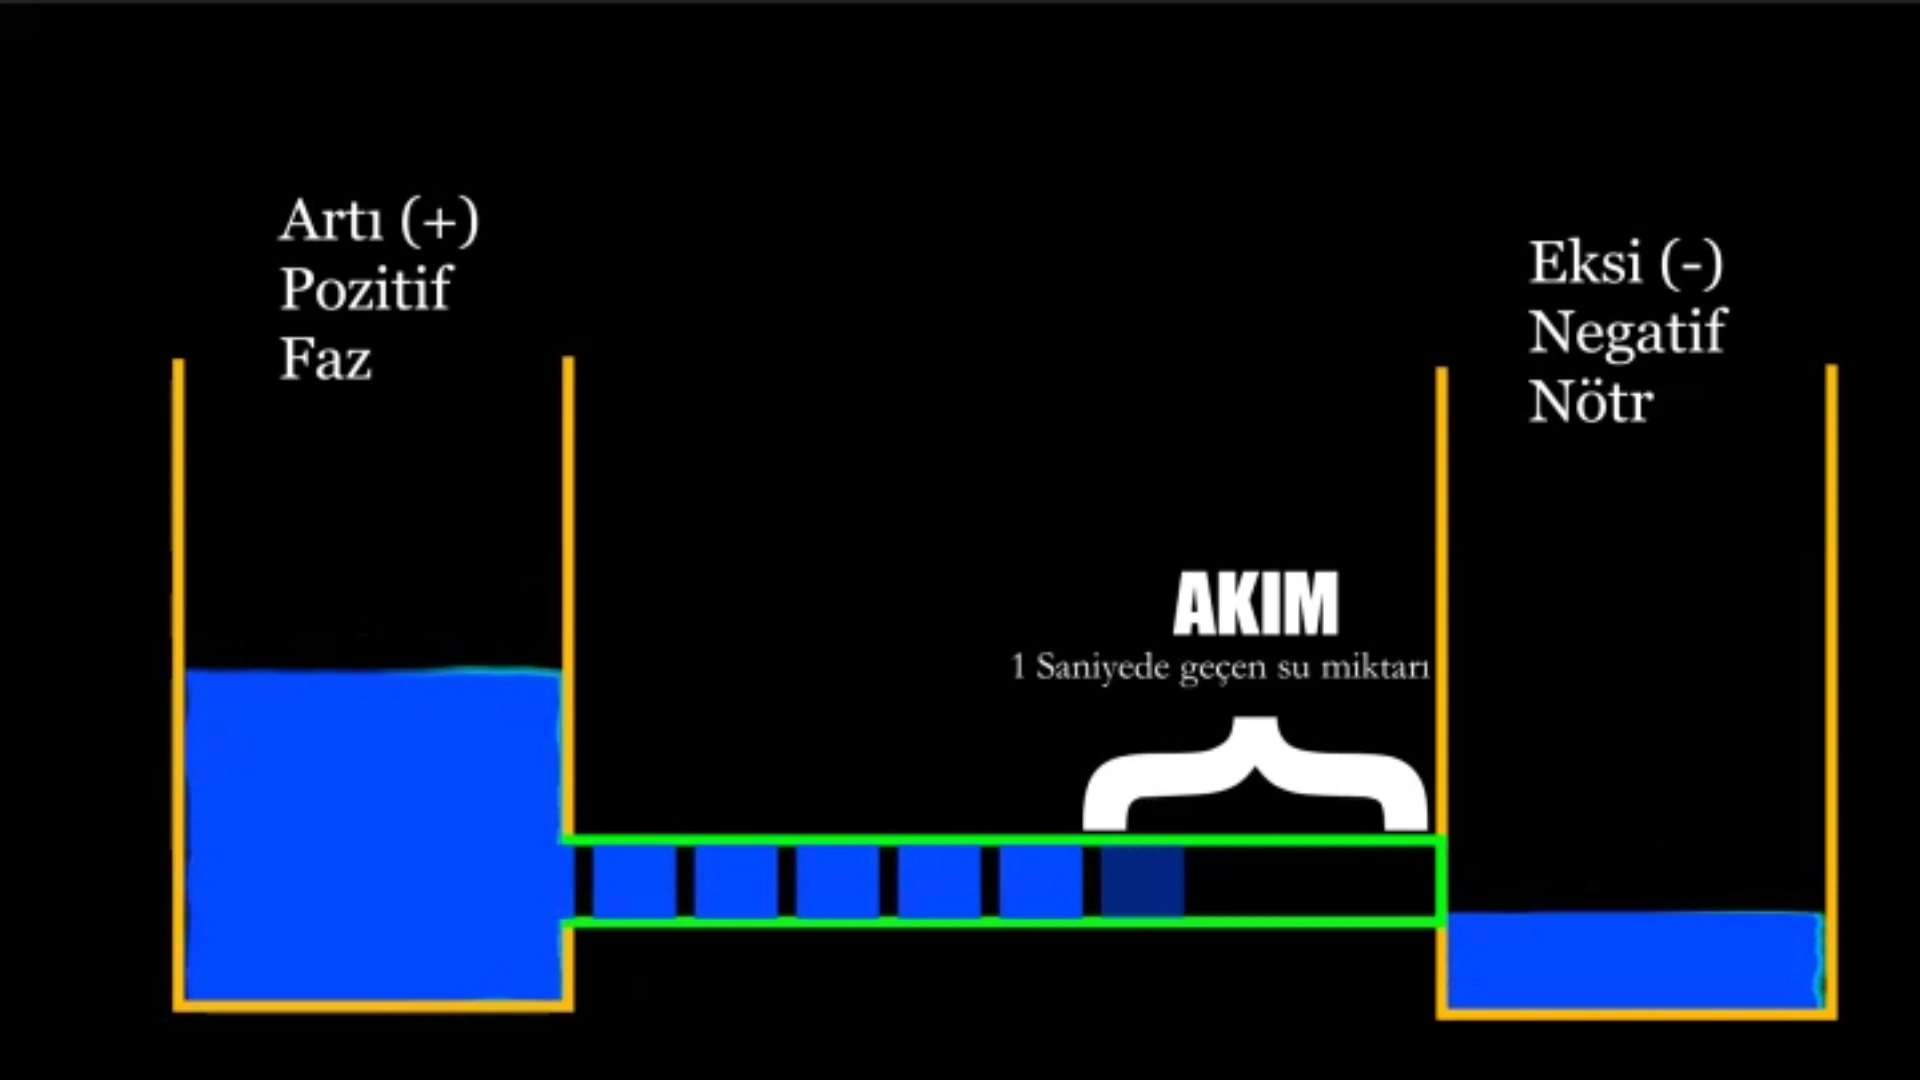 Artı (+)
Pozitif
Faz
Eksi (-)
Negatif
Nötr
AKIM
1 Saniyede geçen su miktarı